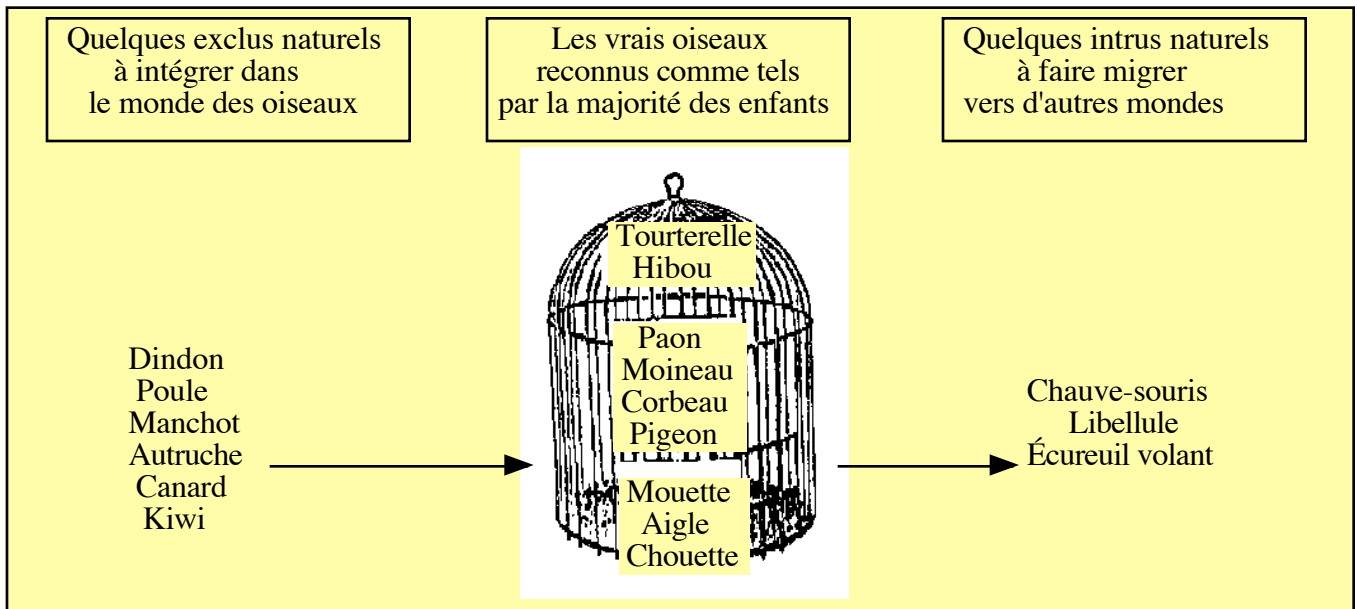 Quelques exclus naturels
à intégrer dans
le monde des oiseaux
Les vrais oiseaux
reconnus comme tels
par la majorité des enfants
Quelques intrus naturels
à faire migrer
vers d'autres mondes
Dindon
Poule
Manchot
Autruche
Canard
Kiwi
Tourterelle
Hibou
Paon
Moineau
Corbeau
Pigeon
Mouette
Aigle
Chouette
Chauve-souris
Libellule
Écureuil volant